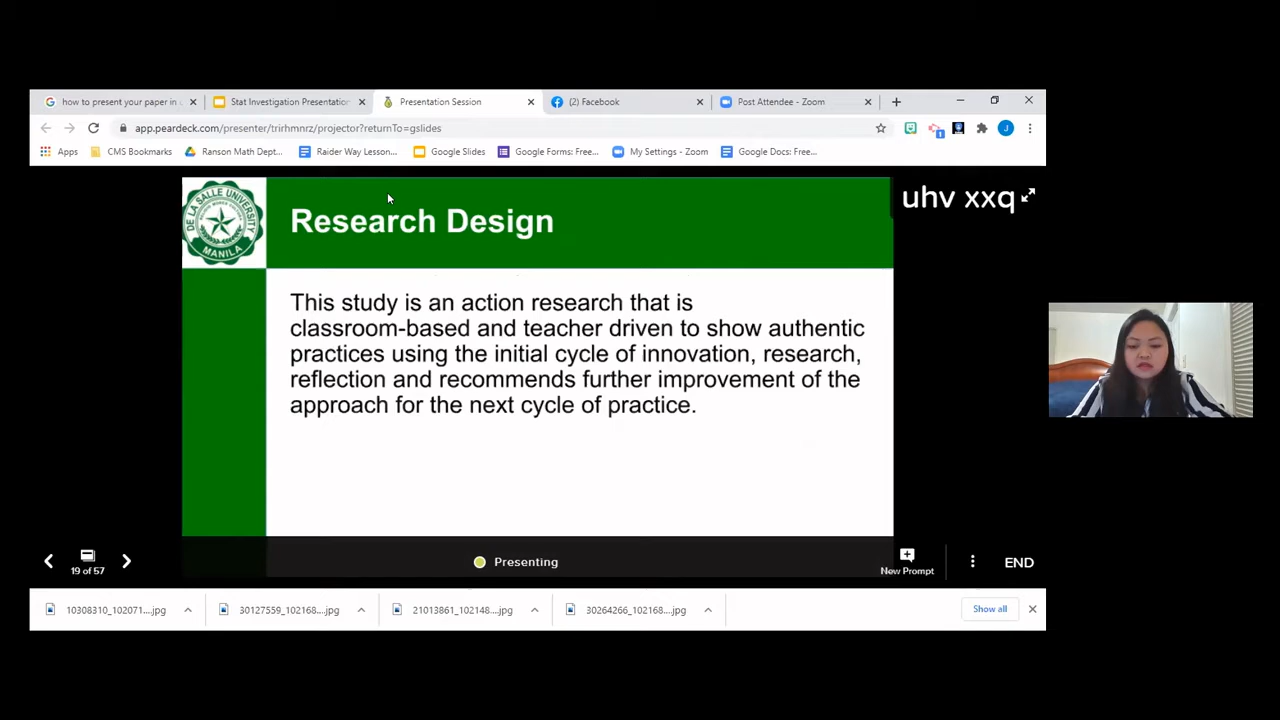 how to present your paper in
Stat Investigation Presentation
Presentation Session
(2) Facebook
Post Attendee - Zoom
app.peardeck.com/presenter/trirhmnrz/projector?returnTo=gslides
Apps
CMS Bookmarks
Ranson Math Dept...
Raider Way Lesson...
Google Slides
Google Forms: Free...
My Settings - Zoom
Google Docs: Free...
DE LA SALLE UNIVERSITY
MANILA
Research Design
uhv xxq
This study is an action research that is
classroom-based and teacher driven to show authentic
practices using the initial cycle of innovation, research,
reflection and recommends further improvement of the
approach for the next cycle of practice.
19 of 57
Presenting
New Prompt
END
10308310_102071....jpg
30127559_102168....jpg
21013861_102148....jpg
30264266_102168....jpg
Show all